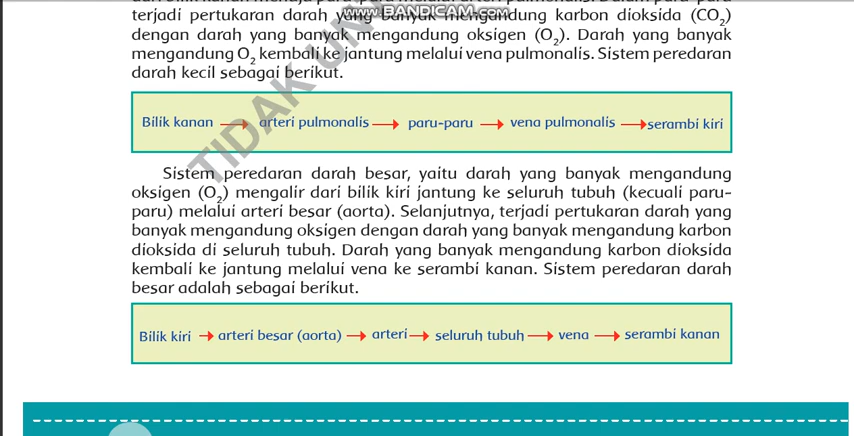 terjadi pertukaran darah yang banyak mengandung karbon dioksida (CO2)
www.BANDICAM.com
dengan darah yang banyak mengandung oksigen (O2). Darah yang banyak
mengandung O2 kembali ke jantung melalui vena pulmonalis. Sistem peredaran
darah kecil sebagai berikut.
Bilik kanan → arteri pulmonalis → paru-paru → vena pulmonalis → serambi kiri
TIDAK UN
Sistem peredaran darah besar, yaitu darah yang banyak mengandung
oksigen (O2) mengalir dari bilik kiri jantung ke seluruh tubuh (kecuali paru-
paru) melalui arteri besar (aorta). Selanjutnya, terjadi pertukaran darah yang
banyak mengandung oksigen dengan darah yang banyak mengandung karbon
dioksida di seluruh tubuh. Darah yang banyak mengandung karbon dioksida
kembali ke jantung melalui vena ke serambi kanan. Sistem peredaran darah
besar adalah sebagai berikut.
Bilik kiri → arteri besar (aorta) → arteri → seluruh tubuh → vena → serambi kanan